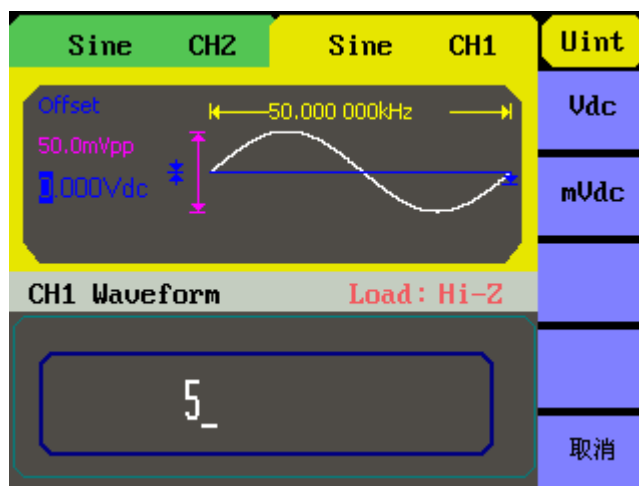 Sine CH2 Sine CH1 Uint
Offset
50.000 000kHz
Vdc
50.0mVpp
0.000Vdc
mVdc
CH1 Waveform Load: Hi-Z
5_
取消